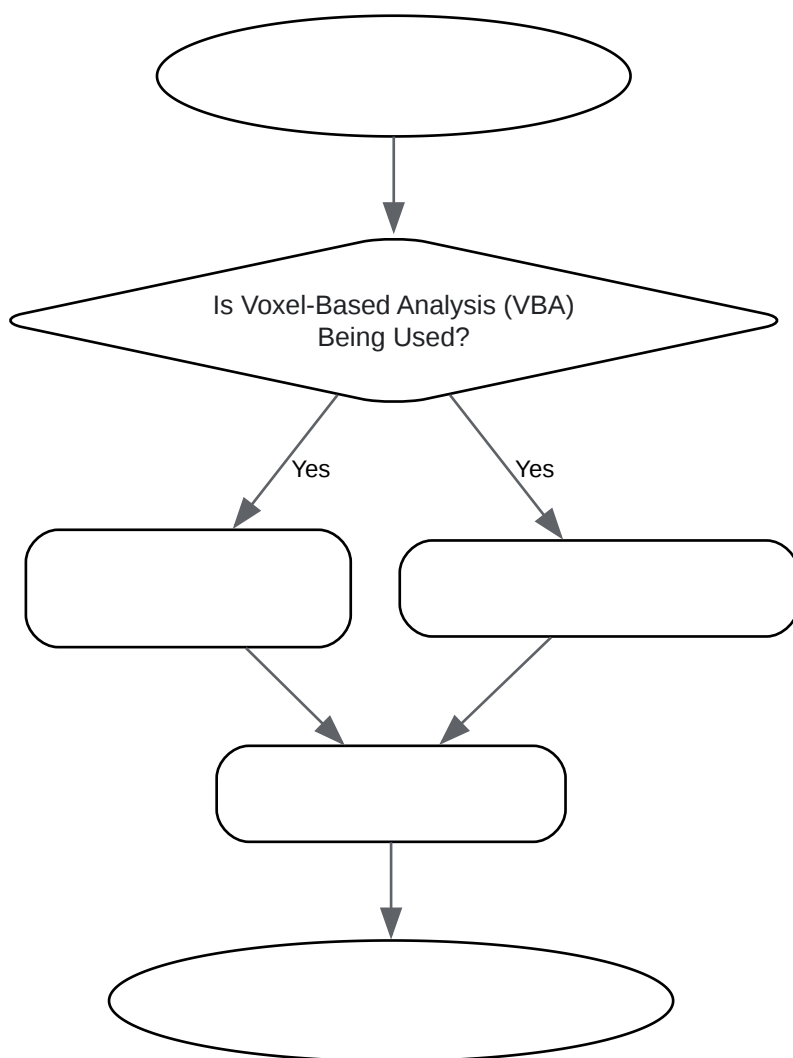 Is Voxel-Based Analysis (VBA)
Being Used?
Yes
Yes